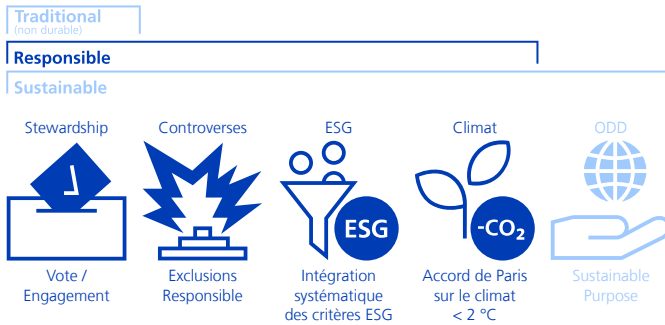 Traditional
(non durable)
Responsible
Sustainable
Stewardship
Controverses
ESG
Climat
ODD
ESG
-CO₂
Vote /
Engagement
Exclusions
Responsible
Intégration
systématique
des critères ESG
Accord de Paris
sur le climat
< 2 °C
Sustainable
Purpose